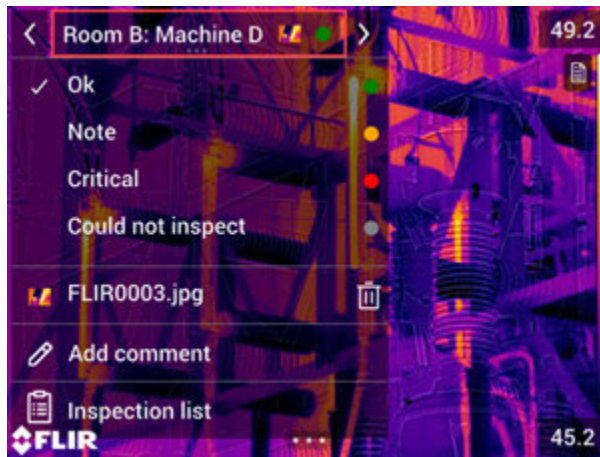 Room B: Machine D
49.2
Ok
Note
Critical
Could not inspect
FLIR0003.jpg
Add comment
Inspection list
FLIR
45.2